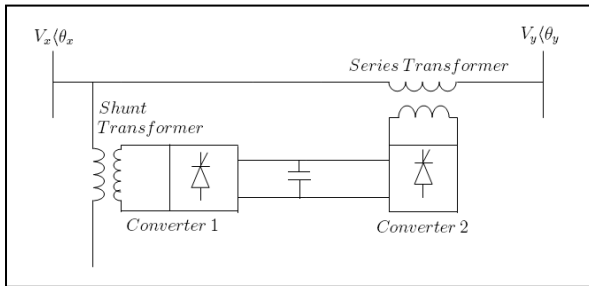 V_x⟨θ_x
V_y⟨θ_y
Series Transformer
Shunt
Transformer
Converter 1
Converter 2